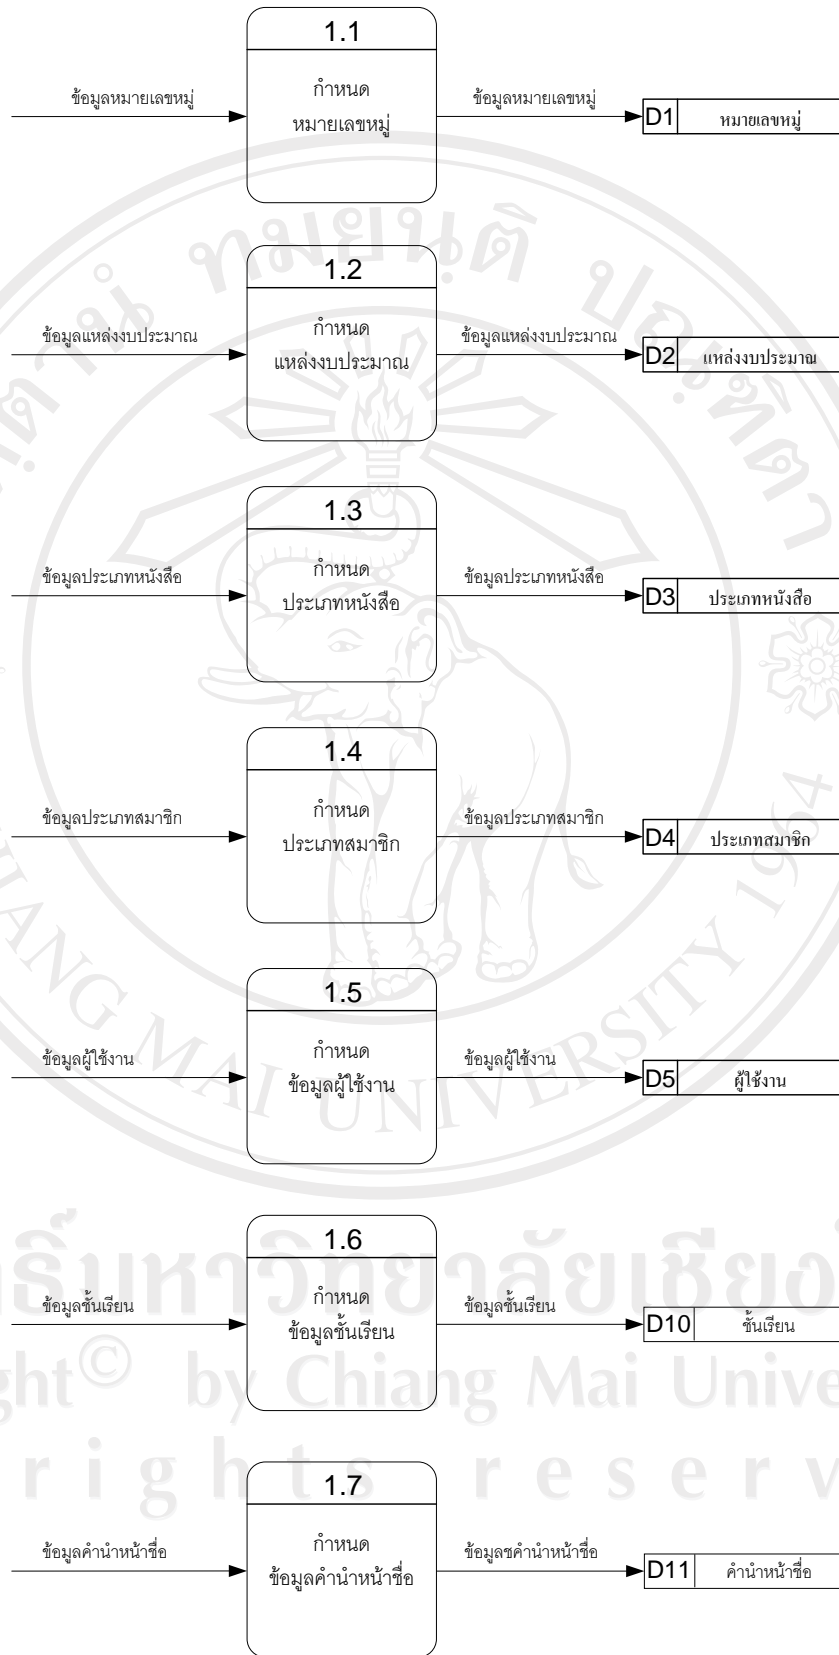 1.1
ข้อมูลหมายเลขหมู่
กำหนด
หมายเลขหมู่
ข้อมูลหมายเลขหมู่
D1 หมายเลขหมู่
1.2
ข้อมูลแหล่งงบประมาณ
กำหนด
แหล่งงบประมาณ
ข้อมูลแหล่งงบประมาณ
D2 แหล่งงบประมาณ
1.3
ข้อมูลประเภทหนังสือ
กำหนด
ประเภทหนังสือ
ข้อมูลประเภทหนังสือ
D3 ประเภทหนังสือ
1.4
ข้อมูลประเภทสมาชิก
กำหนด
ประเภทสมาชิก
ข้อมูลประเภทสมาชิก
D4 ประเภทสมาชิก
1.5
ข้อมูลผู้ใช้งาน
กำหนด
ข้อมูลผู้ใช้งาน
ข้อมูลผู้ใช้งาน
D5 ผู้ใช้งาน
1.6
ข้อมูลชั้นเรียน
กำหนด
ข้อมูลชั้นเรียน
ข้อมูลชั้นเรียน
D10 ชั้นเรียน
1.7
ข้อมูลคำนำหน้าชื่อ
กำหนด
ข้อมูลคำนำหน้าชื่อ
ข้อมูลชคำนำหน้าชื่อ
D11 คำนำหน้าชื่อ
MAI UNIVERSITY 1964
by Chiang Mai
rights